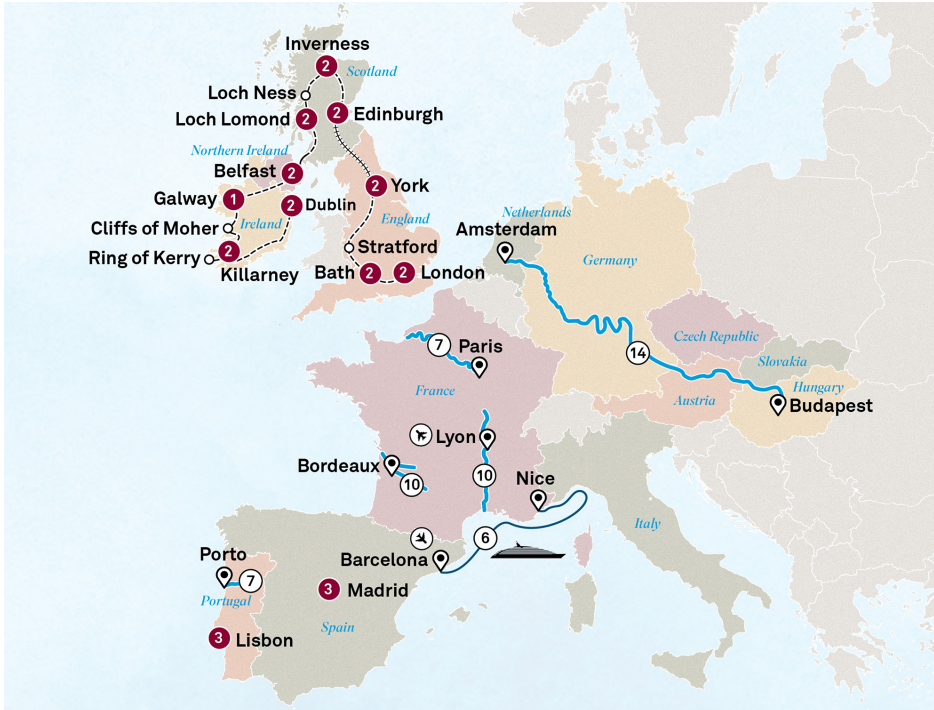 Inverness
2
Scotland
Loch Ness
Loch Lomond
2
2
Edinburgh
Northern Ireland
Belfast
2
Galway
1
2
York
2
Dublin
Cliffs of Moher
Ireland
England
Netherlands
Amsterdam
Ring of Kerry
2
Killarney
Stratford
Bath
2
2
London
Germany
7
Paris
14
Czech Republic
Slovakia
France
Austria
Hungary
Budapest
Lyon
Bordeaux
10
10
Nice
Italy
6
Barcelona
Porto
7
Portugal
3
Madrid
Spain
3
Lisbon